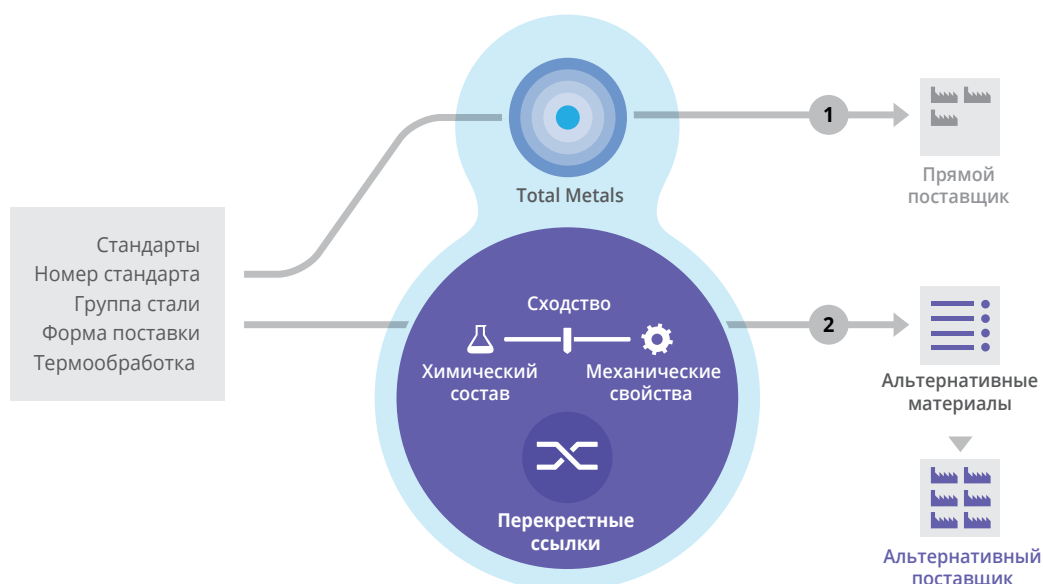 1
Прямой
поставщик
Total Metals
Стандарты
Номер стандарта
Группа стали
Форма поставки
Термообработка
Сходство
Химический
состав
Механические
свойства
Перекрестные
ссылки
2
Альтернативные
материалы
Альтернативный
поставщик